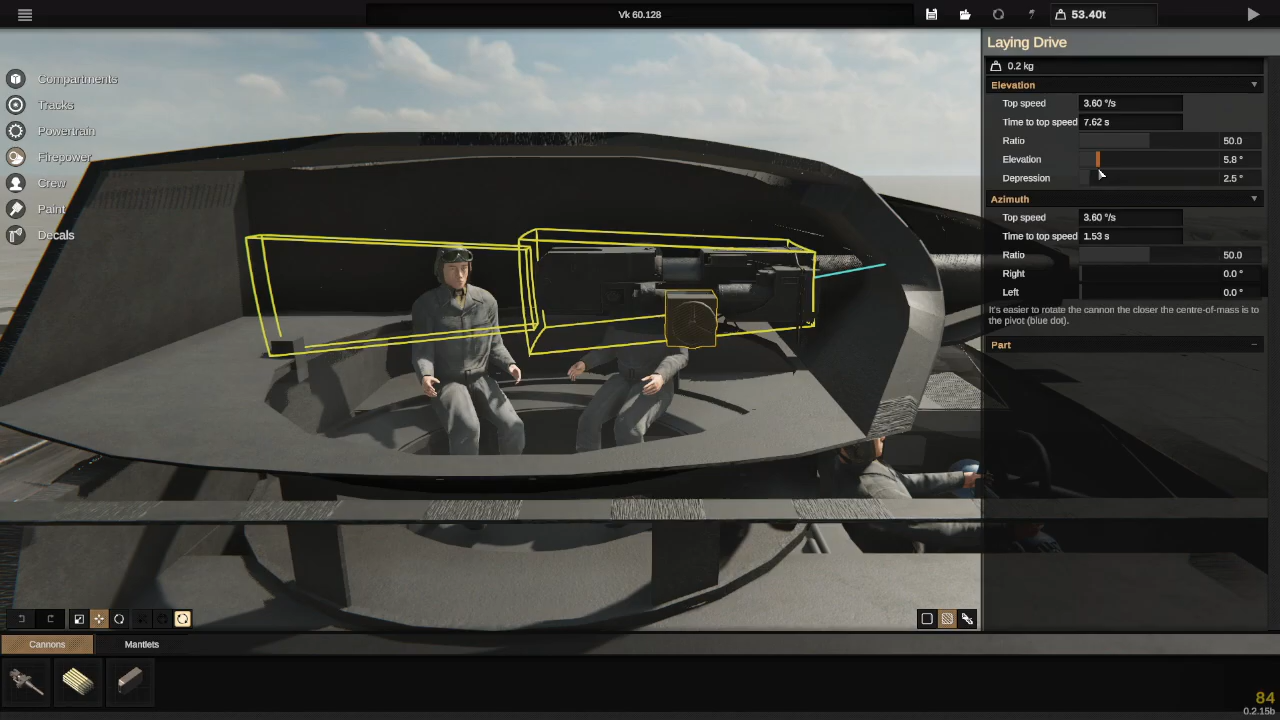 Vk 60.128
53.40t
Laying Drive
0.2 kg
Elevation
Top speed 3.60 °/s
Time to top speed 7.62 s
Ratio 50.0
Elevation 5.8 °
Depression 2.5 °
Azimuth
Top speed 3.60 °/s
Time to top speed 1.53 s
Ratio 50.0
Right 0.0 °
Left 0.0 °
It's easier to rotate the cannon the closer the centre-of-mass is to
the pivot (blue dot).
Part
Compartments
Tracks
Powertrain
Firepower
Crew
Paint
Decals
Cannons Mantlets
84
0.2.15b